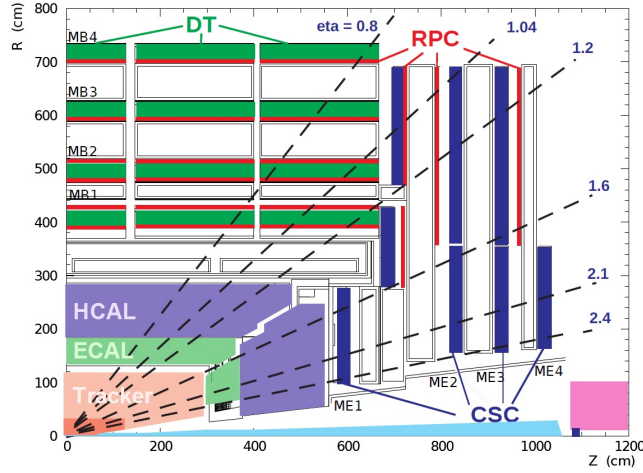 R (cm)
800
700
600
500
400
300
200
100
0
MB4
MB3
MB2
MB1
DT
eta = 0.8
RPC
1.04
1.2
1.6
2.1
2.4
HCAL
ECAL
Tracker
ME1
ME2
ME3
ME4
CSC
0
200
400
600
800
1000
1200
Z (cm)